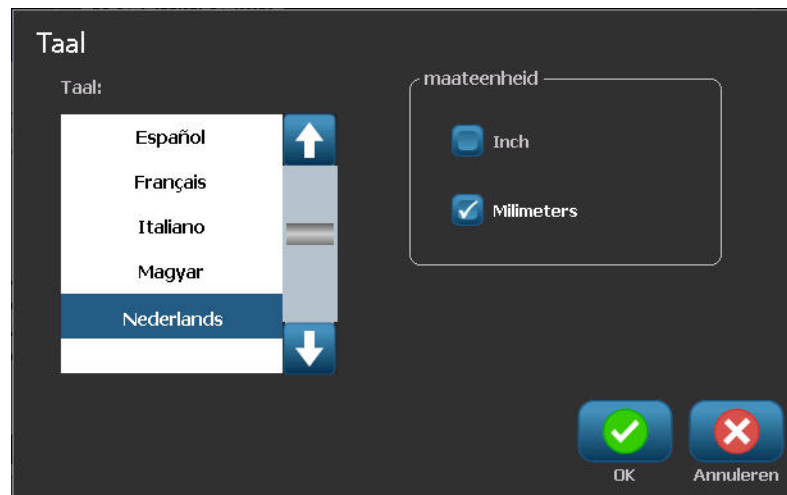 Taal
Taal:
Español
Français
Italiano
Magyar
Nederlands
maateenheid
Inch
Milimeters
OK
Annuleren